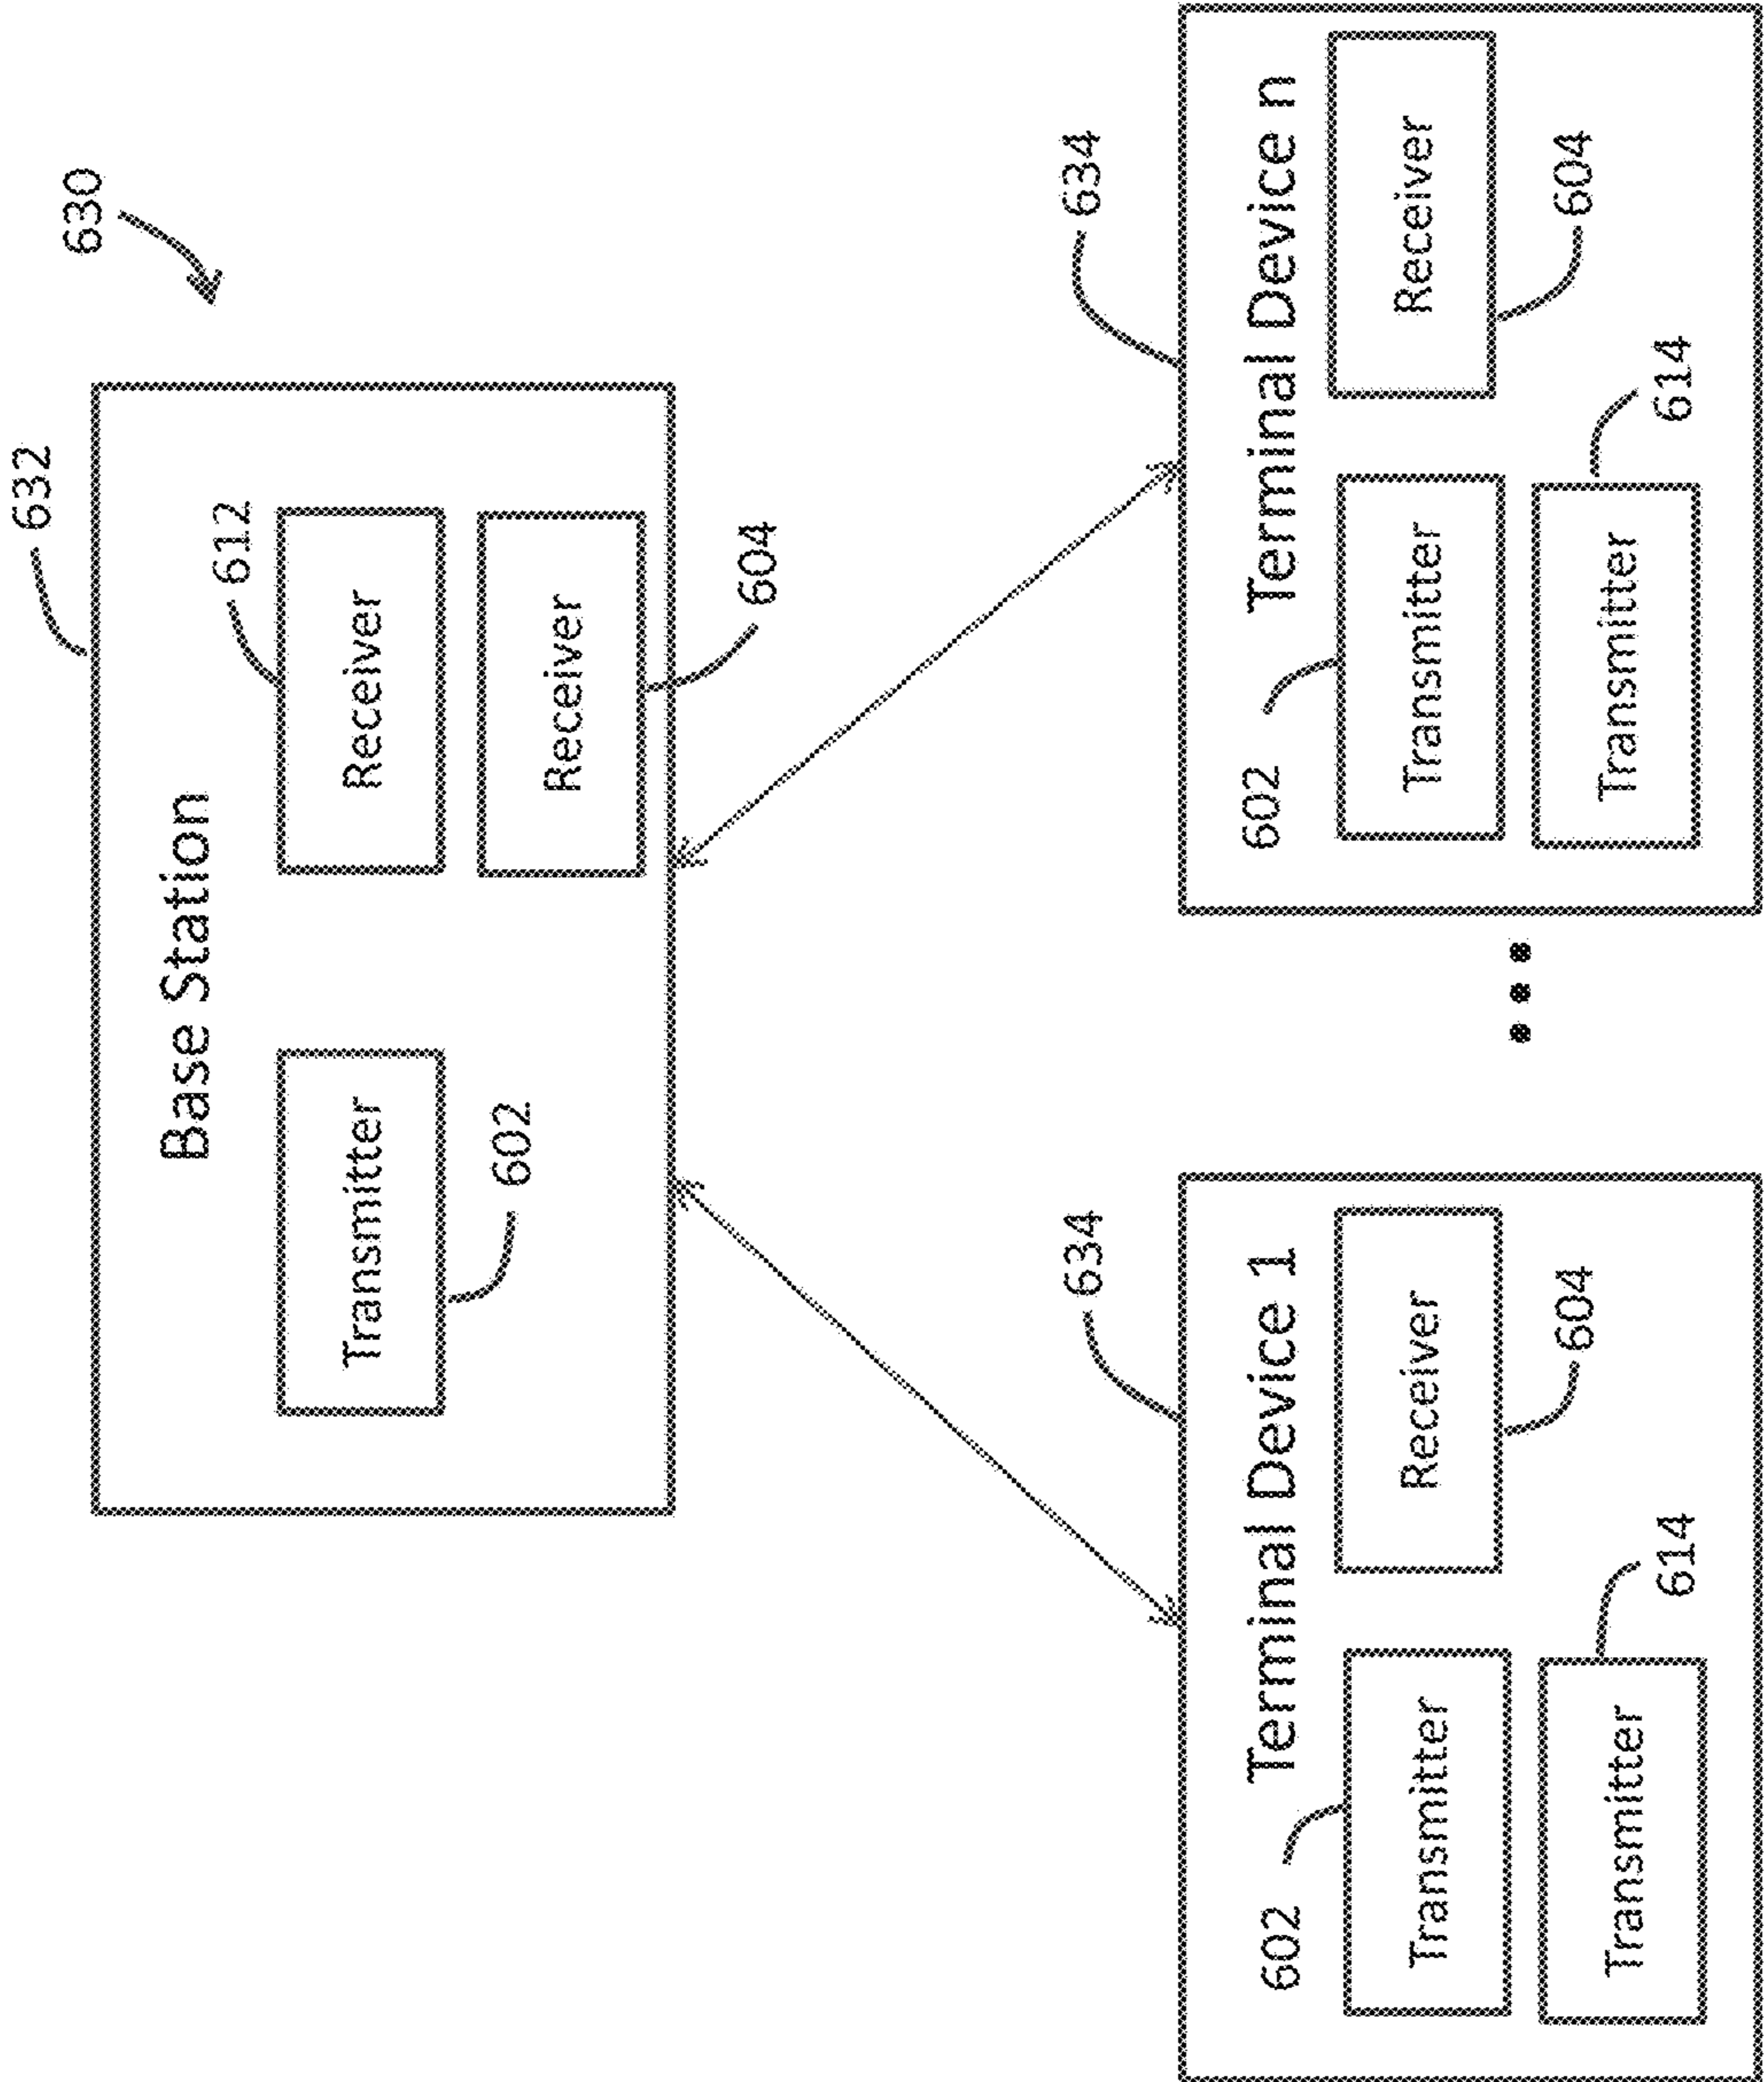 630
632
Base Station
612
Transmitter
Receiver
602
Receiver
604
634
634
Terminal Device 1
602
Transmitter
Receiver
604
Transmitter
614
Terminal Device n
602
Transmitter
Receiver
604
Transmitter
614